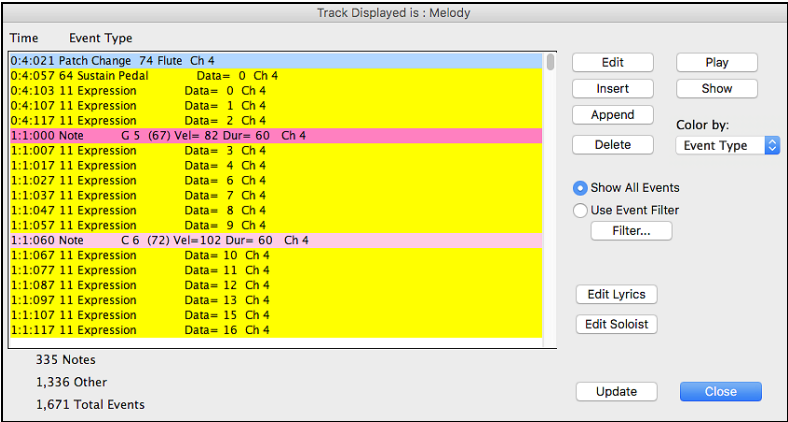 Track Displayed is : Melody
Time Event Type
0:4:021 Patch Change 74 Flute Ch 4
0:4:057 64 Sustain Pedal Data= 0 Ch 4
0:4:103 11 Expression Data= 0 Ch 4
0:4:107 11 Expression Data= 1 Ch 4
0:4:117 11 Expression Data= 2 Ch 4
1:1:000 Note G 5 (67) Vel= 82 Dur= 60 Ch 4
1:1:007 11 Expression Data= 3 Ch 4
1:1:017 11 Expression Data= 4 Ch 4
1:1:027 11 Expression Data= 6 Ch 4
1:1:037 11 Expression Data= 7 Ch 4
1:1:047 11 Expression Data= 8 Ch 4
1:1:057 11 Expression Data= 9 Ch 4
1:1:060 Note C 6 (72) Vel=102 Dur= 60 Ch 4
1:1:067 11 Expression Data= 10 Ch 4
1:1:077 11 Expression Data= 11 Ch 4
1:1:087 11 Expression Data= 12 Ch 4
1:1:097 11 Expression Data= 13 Ch 4
1:1:107 11 Expression Data= 15 Ch 4
1:1:117 11 Expression Data= 16 Ch 4
335 Notes
1,336 Other
1,671 Total Events
Edit Play
Insert Show
Append
Color by:
Delete Event Type
Show All Events
Use Event Filter
Filter...
Edit Lyrics
Edit Soloist
Update Close